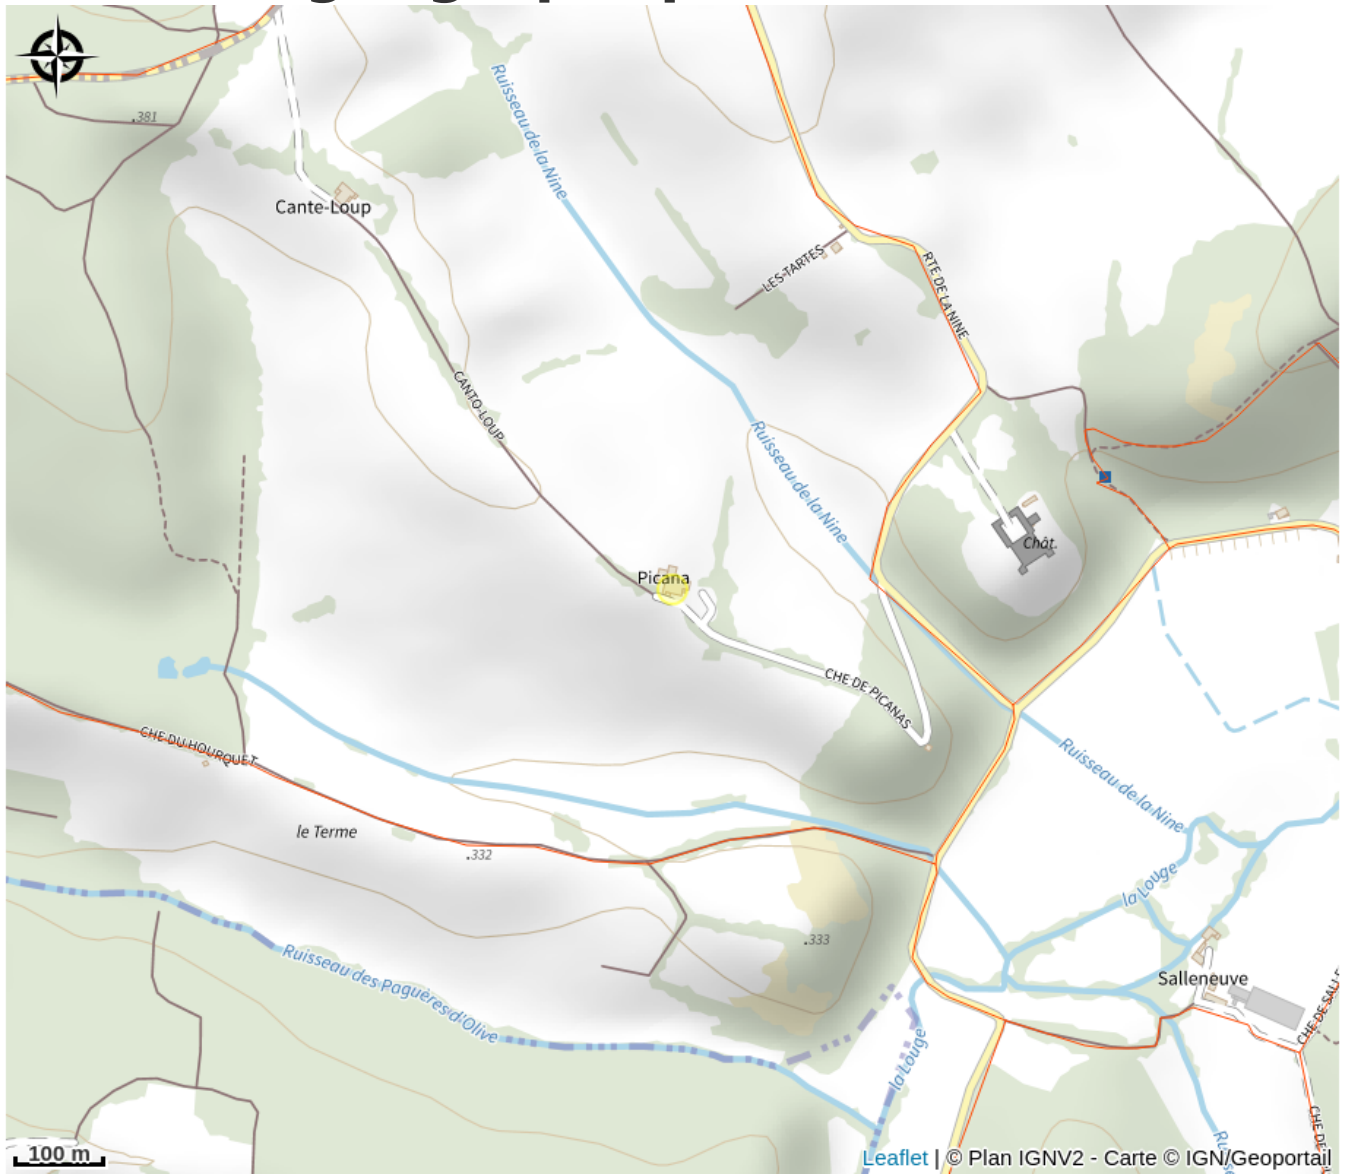 .381
Ruisseau de la Nine
Cante-Loup
LES-TARTES
RTE DE LA NINE
CANTO-LOUP
Ruisseau de la Nine
Chât.
Picana
CHE DE PICANAS
CHE DU HOURQUET
Ruisseau de la Nine
le Terme
.332
la Louge
.333
Ruisseau des Paguères d'Olive
Salleneuve
la Louge
100 m
Leaflet | © Plan IGNV2 - Carte © IGN/Geoportail